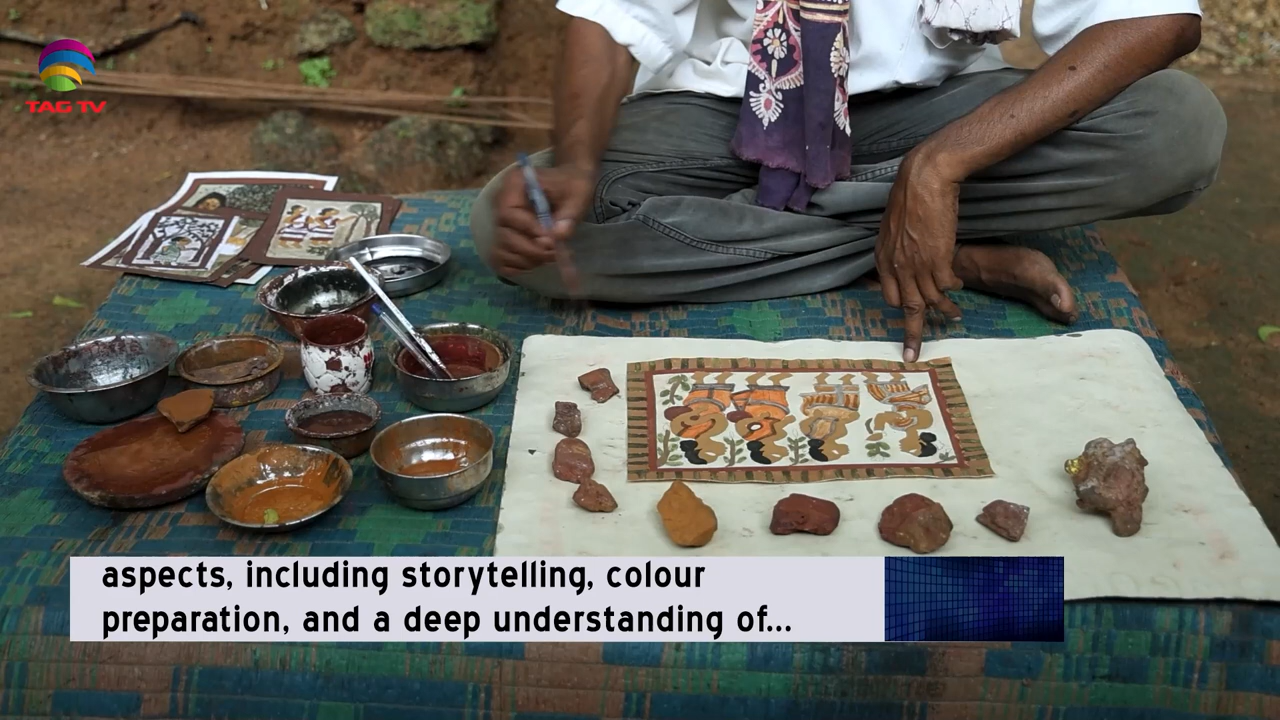 TAG TV
aspects, including storytelling, colour
preparation, and a deep understanding of...